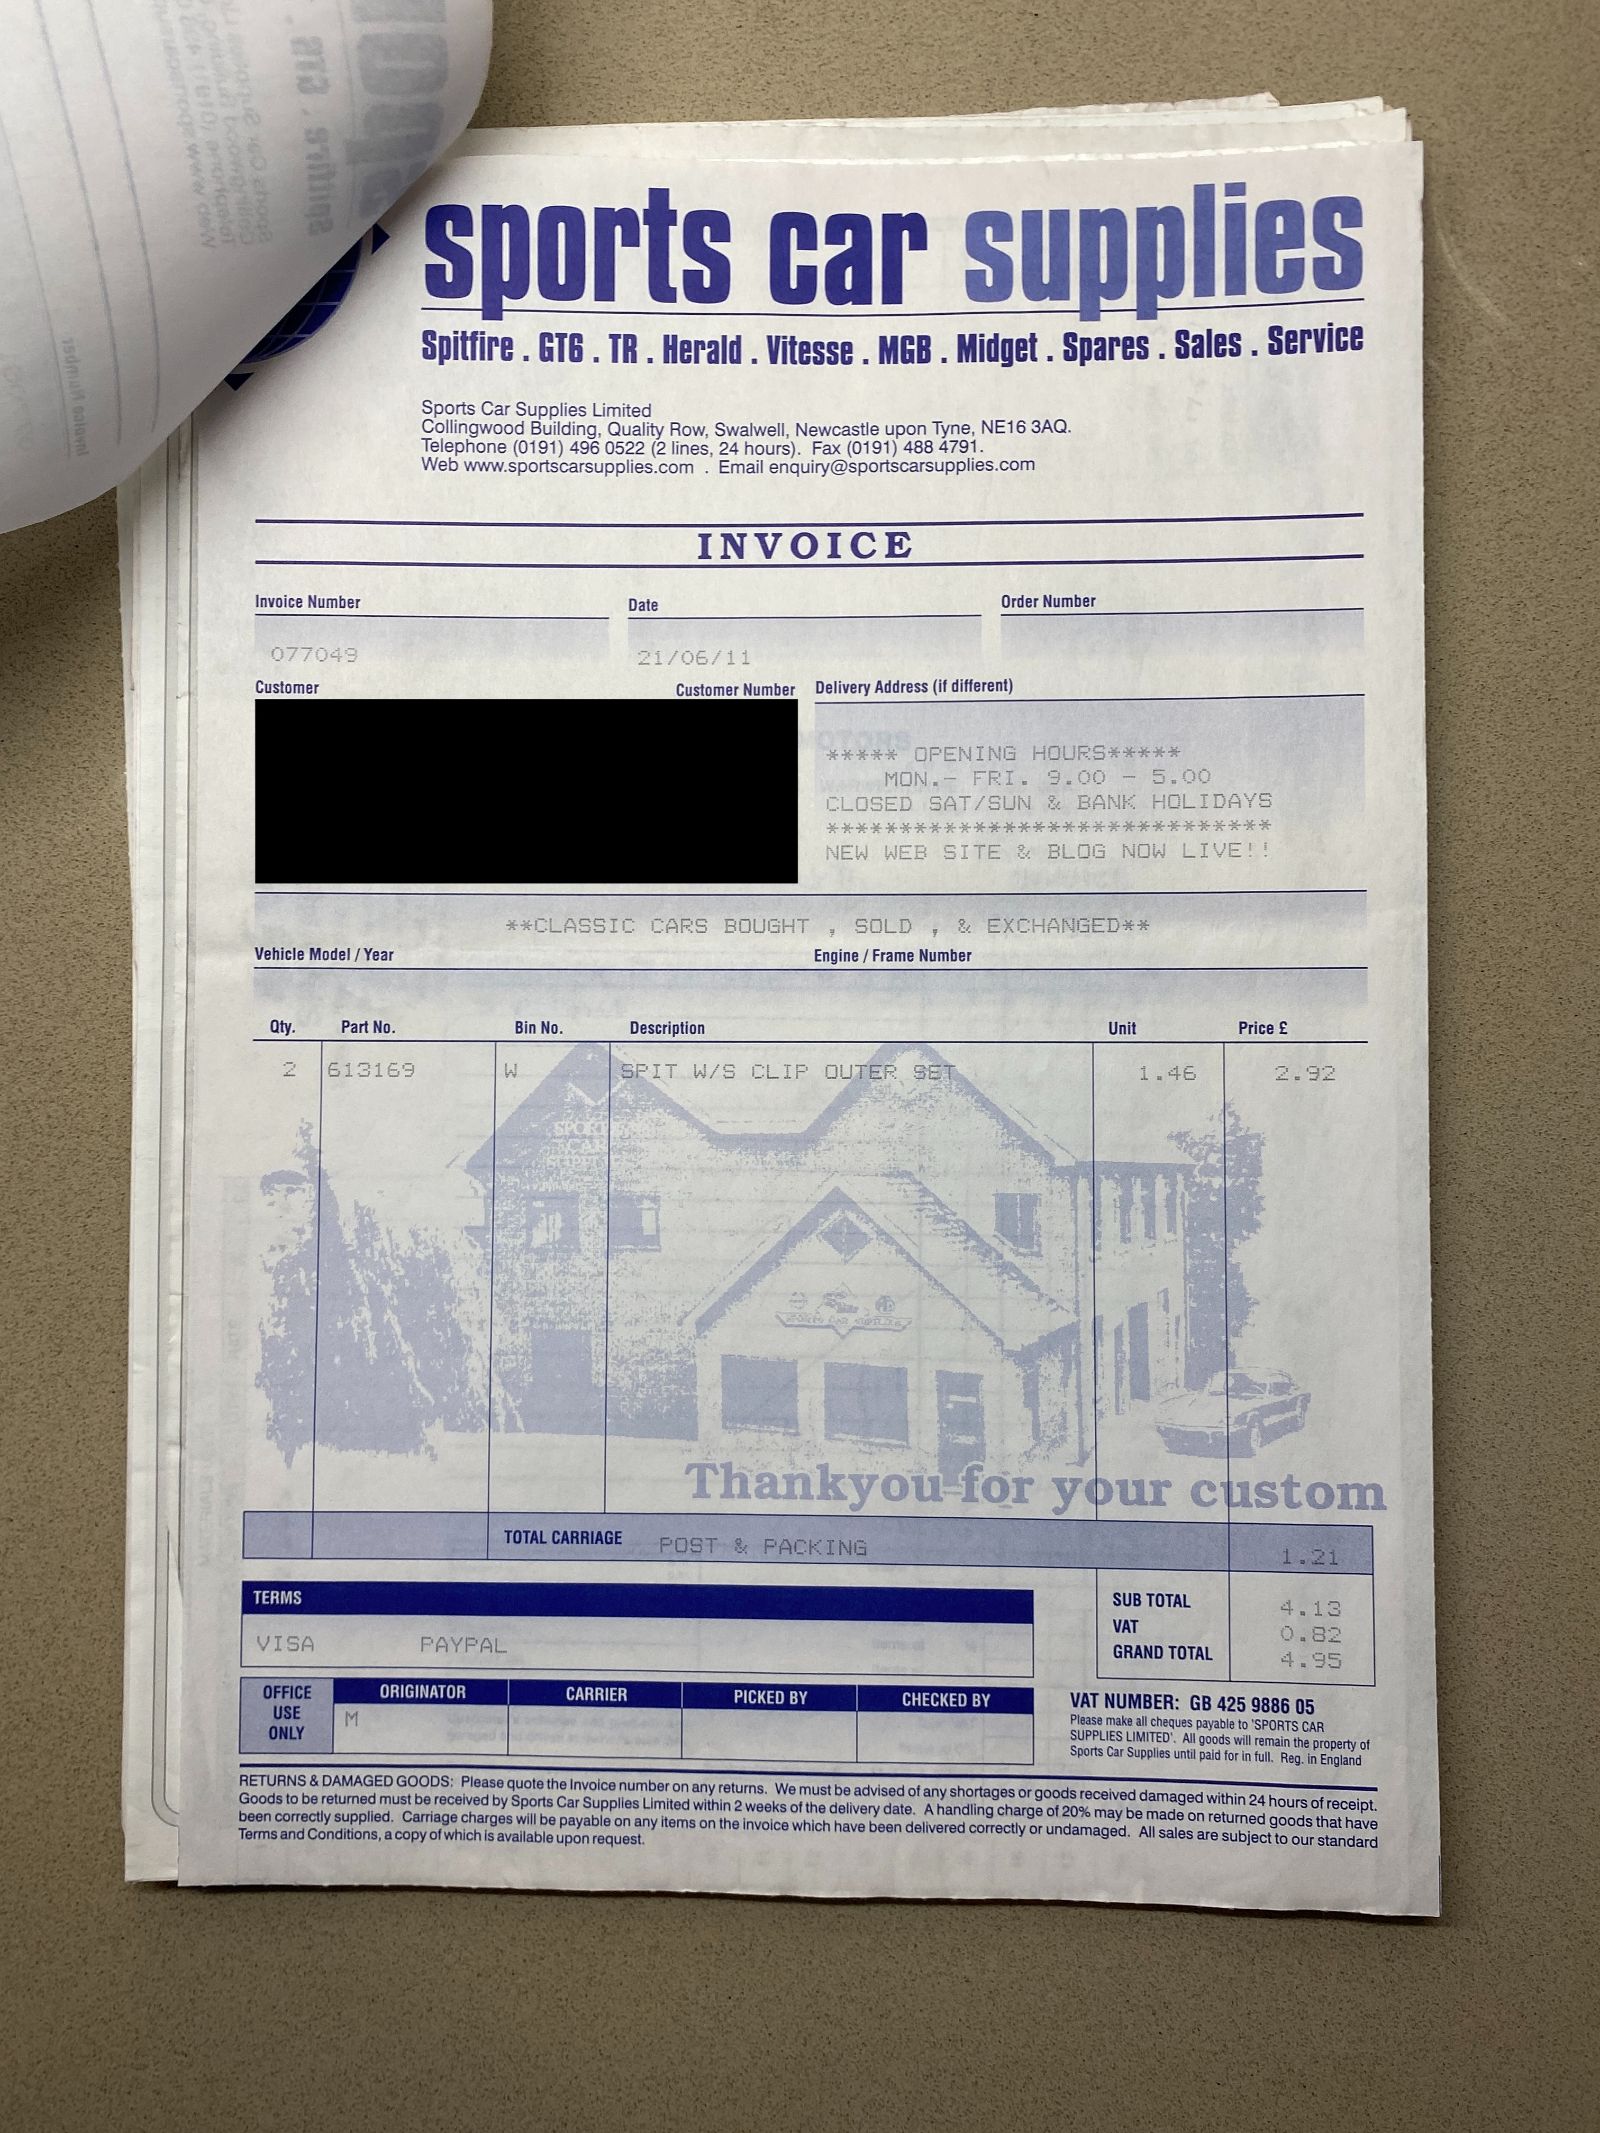 sports car supplies
Spitfire . GT6 . TR . Herald . Vitesse . MGB . Midget . Spares . Sales . Service
Sports Car Supplies Limited
Collingwood Building, Quality Row, Swalwell, Newcastle upon Tyne, NE16 3AQ.
Telephone (0191) 496 0522 (2 lines, 24 hours). Fax (0191) 488 4791.
Web www.sportscarsupplies.com . Email enquiry@sportscarsupplies.com
INVOICE
Invoice Number Date Order Number
077049 21/06/11
Customer Customer Number Delivery Address (if different)
***** OPENING HOURS*****
MON.- FRI. 9.00 - 5.00
CLOSED SAT/SUN & BANK HOLIDAYS
*******************************
NEW WEB SITE & BLOG NOW LIVE!!
**CLASSIC CARS BOUGHT , SOLD , & EXCHANGED**
Vehicle Model / Year Engine / Frame Number
Qty. Part No. Bin No. Description Unit Price £
2 613169 W SPIT W/S CLIP OUTER SET 1.46 2.92
SPORTS CAR SUPPLIES
Thankyou for your custom
TOTAL CARRIAGE POST & PACKING 1.21
TERMS
VISA PAYPAL
SUB TOTAL 4.13
VAT 0.82
GRAND TOTAL 4.95
OFFICE USE ONLY ORIGINATOR CARRIER PICKED BY CHECKED BY
M
VAT NUMBER: GB 425 9886 05
Please make all cheques payable to 'SPORTS CAR
SUPPLIES LIMITED'. All goods will remain the property of
Sports Car Supplies until paid for in full. Reg. in England
RETURNS & DAMAGED GOODS: Please quote the Invoice number on any returns. We must be advised of any shortages or goods received damaged within 24 hours of receipt.
Goods to be returned must be received by Sports Car Supplies Limited within 2 weeks of the delivery date. A handling charge of 20% may be made on returned goods that have
been correctly supplied. Carriage charges will be payable on any items on the invoice which have been delivered correctly or undamaged. All sales are subject to our standard
Terms and Conditions, a copy of which is available upon request.